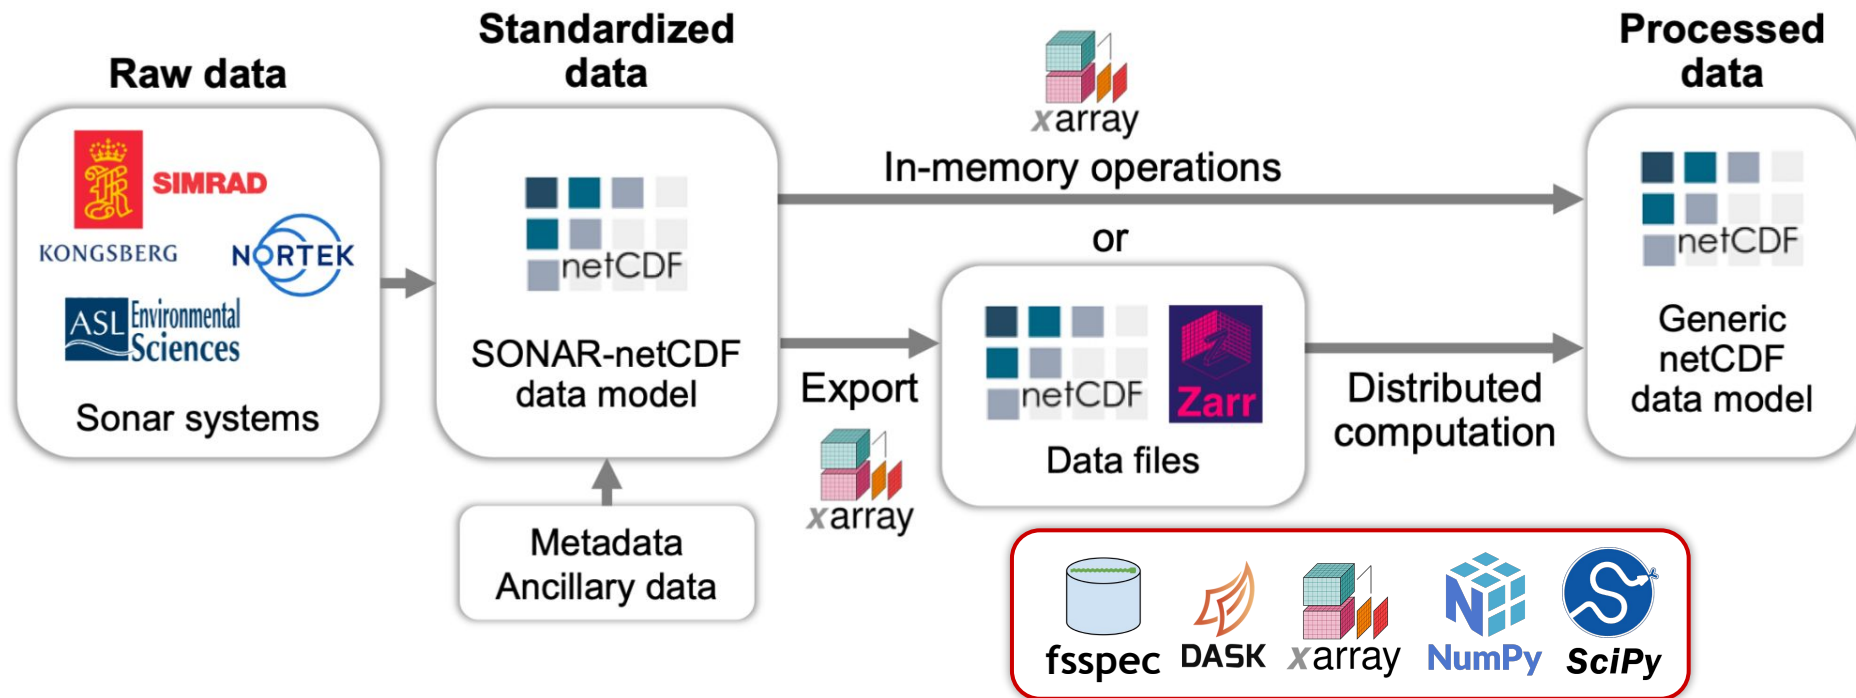 Raw data
SIMRAD
KONGSBERG
NORTEK
ASL Environmental
Sciences
Sonar systems
Standardized
data
netCDF
SONAR-netCDF
data model
Metadata
Ancillary data
xarray
In-memory operations
or
Export
xarray
netCDF
Zarr
Data files
Distributed
computation
Processed
data
netCDF
Generic
netCDF
data model
fsspec
DASK
xarray
NumPy
SciPy